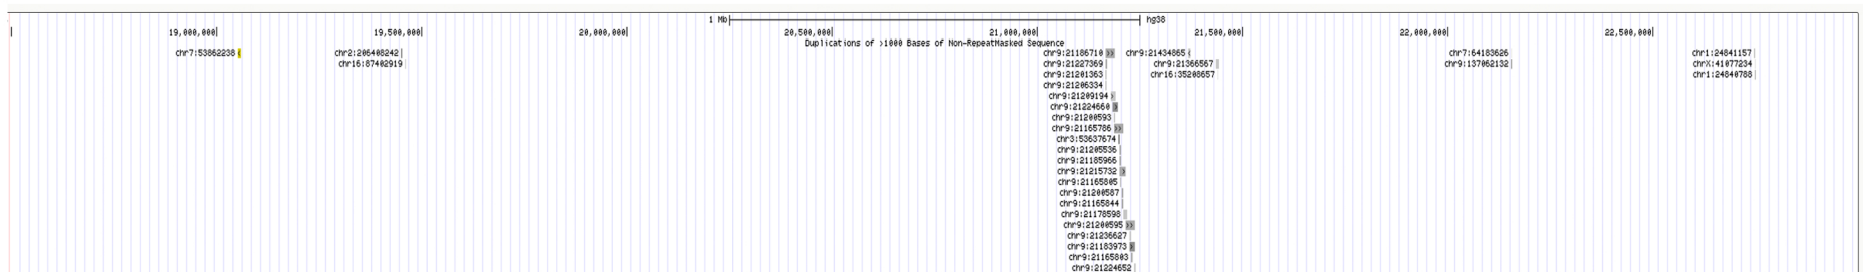 1 Mb hg38
19,000,000| 19,500,000| 20,000,000| 20,500,000| 21,000,000| 21,500,000| 22,000,000| 22,500,000|
Duplications of >1000 Bases of Non-RepeatMasked Sequence
chr7:53862238 chr2:206408242 chr9:21186710 chr9:21434865 chr7:64183626 chr1:24841157
chr16:87402919 chr9:21227369 chr9:21366567 chr9:137062132 chrX:41077234
chr9:21201363 chr16:35208657 chr1:24840788
chr9:21206334
chr9:21209194
chr9:21224660
chr9:21200593
chr9:21165786
chr3:53637674
chr9:21205536
chr9:21185966
chr9:21215732
chr9:21165805
chr9:21200587
chr9:21165844
chr9:21178598
chr9:21200595
chr9:21236627
chr9:21183973
chr9:21165803
chr9:21224652